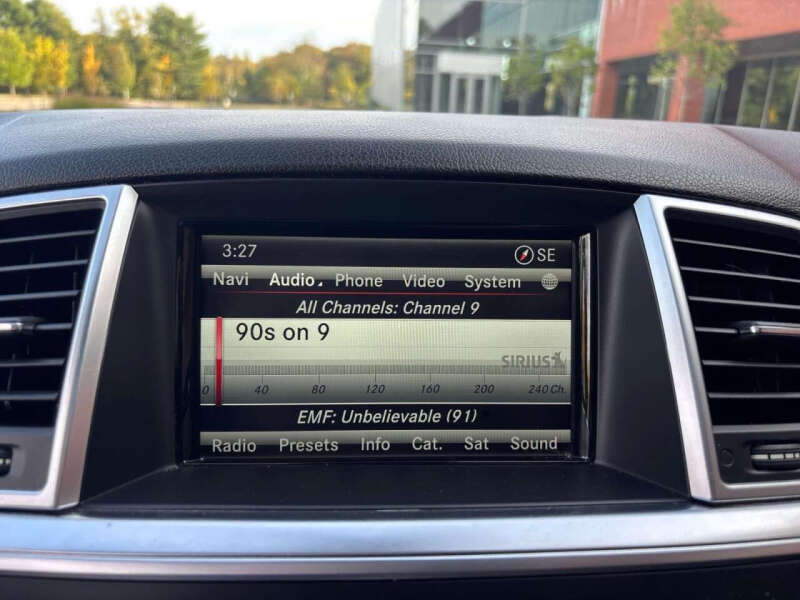 3:27 SE
Navi Audio Phone Video System
All Channels: Channel 9
90s on 9
SIRIUS
0 40 80 120 160 200 240 Ch.
EMF: Unbelievable (91)
Radio Presets Info Cat. Sat Sound